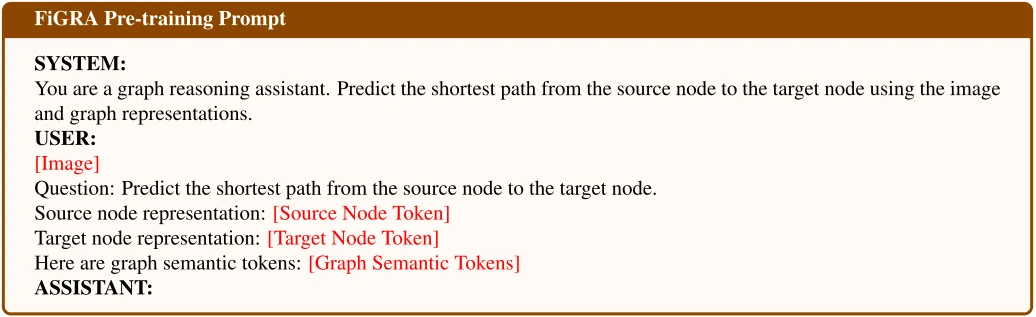 FiGRA Pre-training Prompt
SYSTEM:
You are a graph reasoning assistant. Predict the shortest path from the source node to the target node using the image
and graph representations.
USER:
[Image]
Question: Predict the shortest path from the source node to the target node.
Source node representation: [Source Node Token]
Target node representation: [Target Node Token]
Here are graph semantic tokens: [Graph Semantic Tokens]
ASSISTANT: